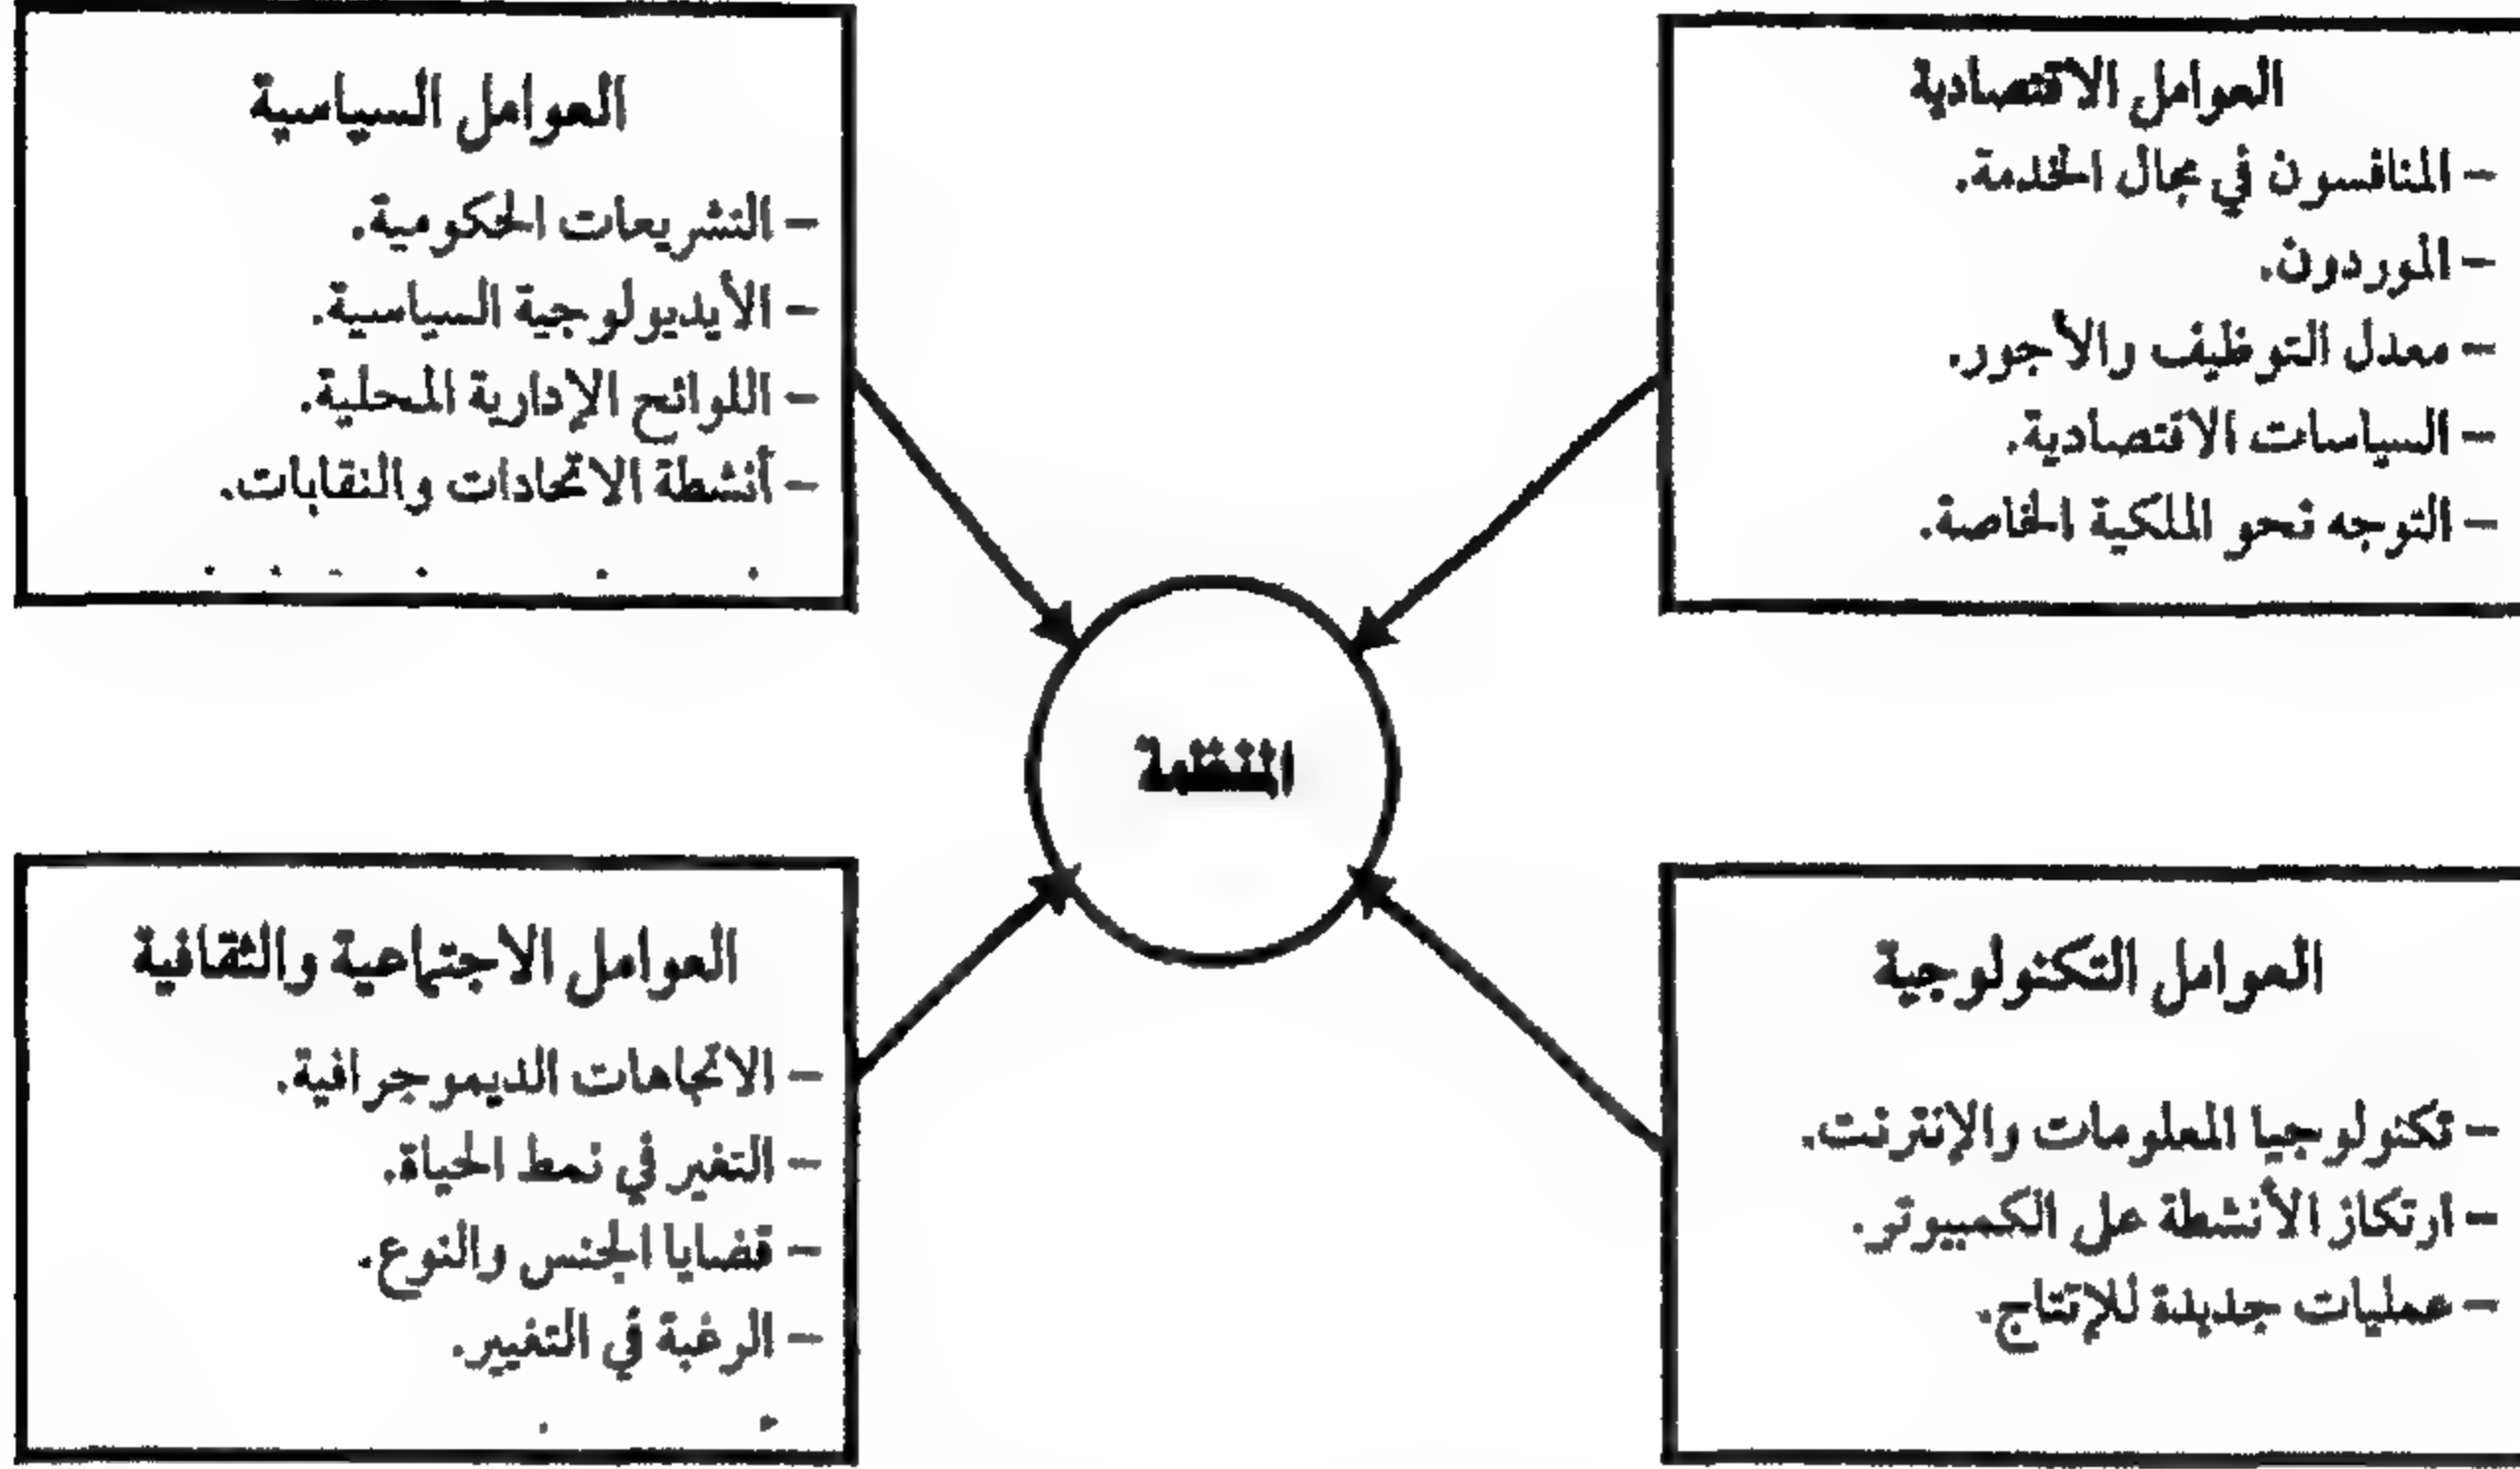 العوامل الاقتصادية
– المنافسون في مجال الخدمة.
– الموردون.
– معدل التوظيف والأجور.
– السياسات الاقتصادية.
– التوجه نحو الملكية الخاصة.
العوامل السياسية
– التشريعات الحكومية.
– الأيديولوجية السياسية.
– اللوائح الإدارية المحلية.
– أنشطة الاتحادات والنقابات.
المنظمة
العوامل التكنولوجية
– تكنولوجيا المعلومات والإنترنت.
– ارتكاز الأنشطة على الكمبيوتر.
– عمليات جديدة للإنتاج.
العوامل الاجتماعية والثقافية
– الاتجاهات الديموجرافية.
– التغير في نمط الحياة.
– قضايا الجنس والنوع.
– الرغبة في التغيير.